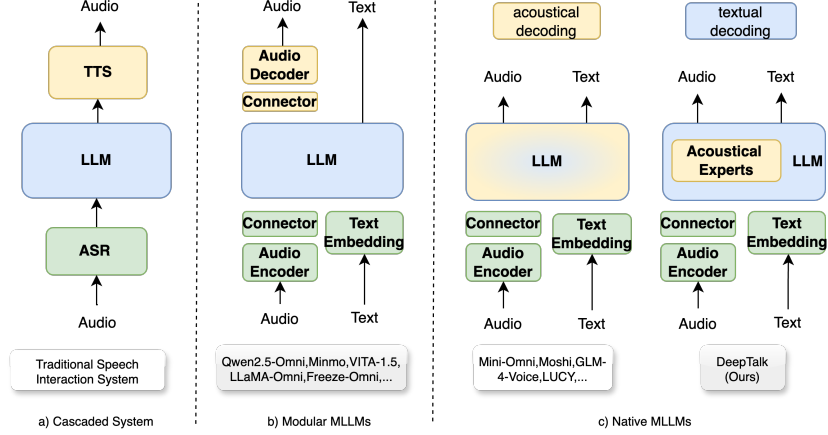 Audio
TTS
LLM
ASR
Audio
Traditional Speech
Interaction System
a) Cascaded System
Audio
Text
Audio
Decoder
Connector
LLM
Connector
Audio
Encoder
Text
Embedding
Audio
Text
Qwen2.5-Omni,Minmo,VITA-1.5,
LLaMA-Omni,Freeze-Omni,...
b) Modular MLLMs
acoustical
decoding
textual
decoding
Audio
Text
LLM
Connector
Audio
Encoder
Text
Embedding
Audio
Text
Mini-Omni,Moshi,GLM-
4-Voice,LUCY,...
Audio
Text
Acoustical
Experts
LLM
Connector
Audio
Encoder
Text
Embedding
Audio
Text
DeepTalk
(Ours)
c) Native MLLMs